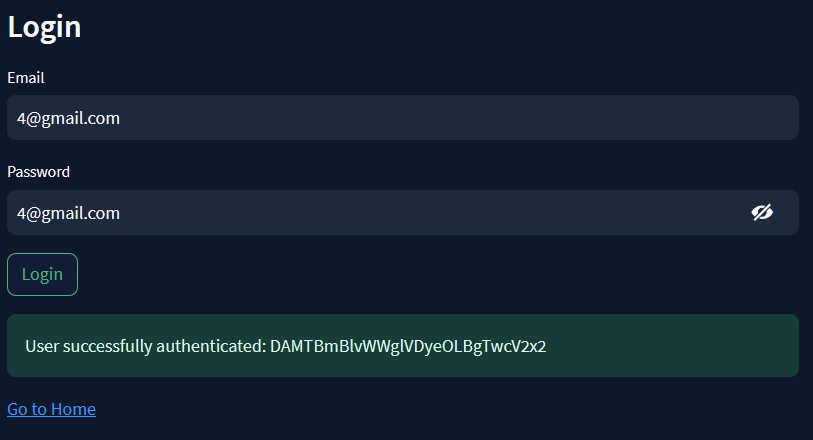 Login
Email
4@gmail.com
Password
4@gmail.com
Login
User successfully authenticated: DAMTBmBlvWWglVDyeOLBgTwcV2x2
Go to Home